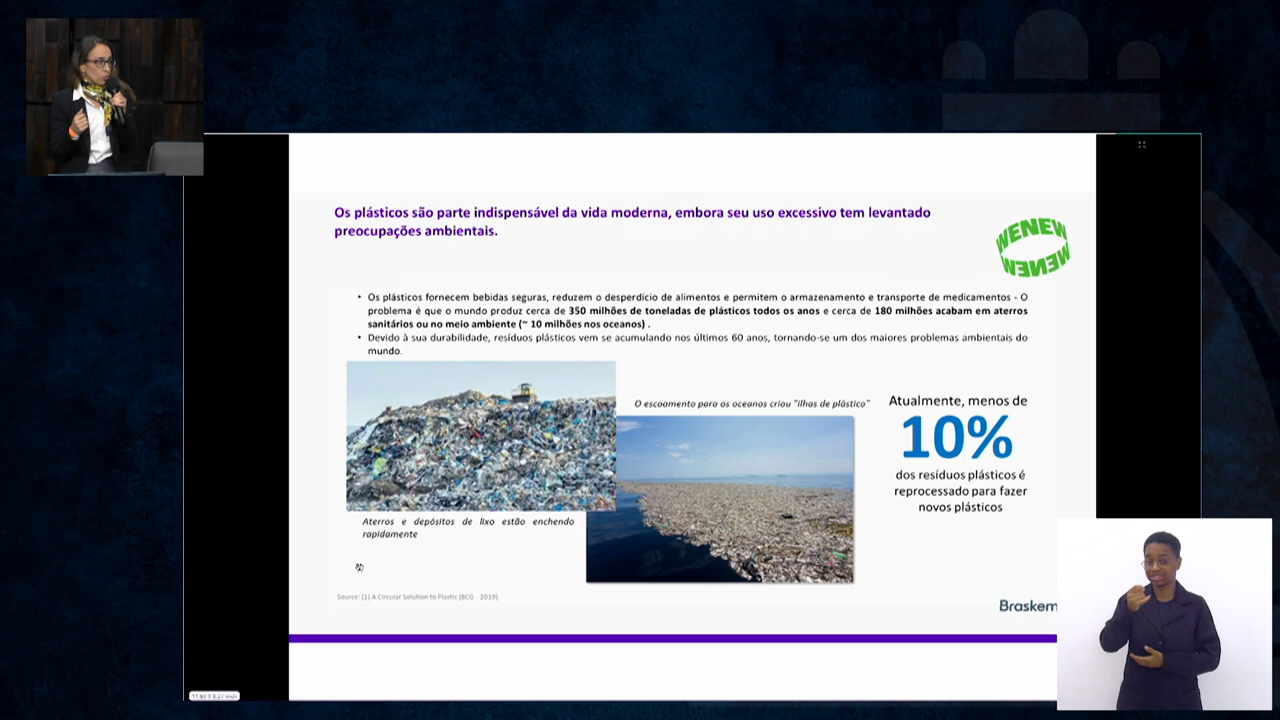 Os plásticos são parte indispensável da vida moderna, embora seu uso excessivo tem levantado
preocupações ambientais.
WENEW
WENEW
• Os plásticos fornecem bebidas seguras, reduzem o desperdício de alimentos e permitem o armazenamento e transporte de medicamentos - O
problema é que o mundo produz cerca de 350 milhões de toneladas de plásticos todos os anos e cerca de 180 milhões acabam em aterros
sanitários ou no meio ambiente (~ 10 milhões nos oceanos) .
• Devido à sua durabilidade, resíduos plásticos vem se acumulando nos últimos 60 anos, tornando-se um dos maiores problemas ambientais do
mundo.
O escoamento para os oceanos criou "ilhas de plástico"
Atualmente, menos de
10%
dos resíduos plásticos é
reprocessado para fazer
novos plásticos
Aterros e depósitos de lixo estão enchendo
rapidamente
Source: (1) A Circular Solution to Plastic (BCG - 2019)
Braskem